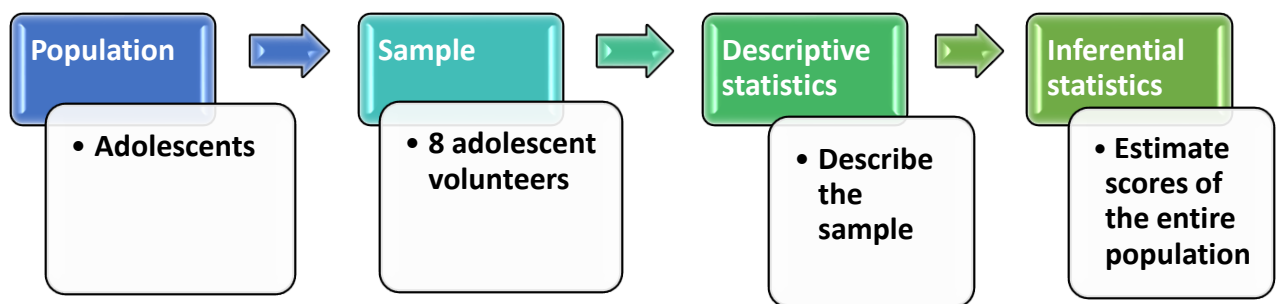 Population
• Adolescents
Sample
• 8 adolescent
volunteers
Descriptive
statistics
• Describe
the
sample
Inferential
statistics
• Estimate
scores of
the entire
population